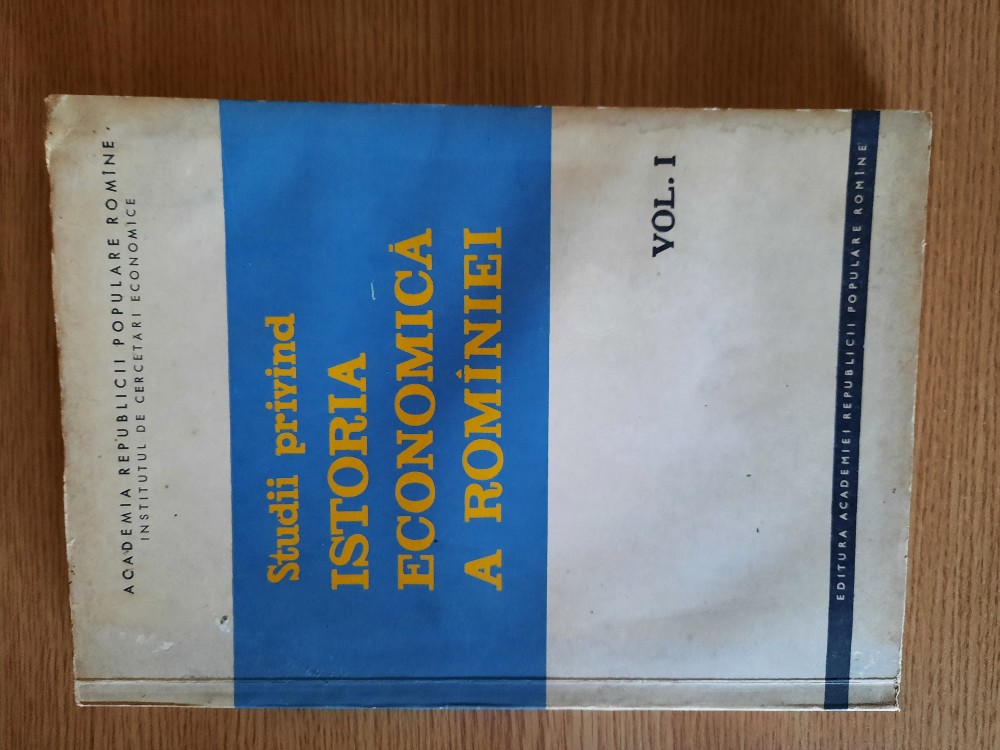 ACADEMIA REPUBLICII POPULARE ROMÎNE
INSTITUTUL DE CERCETĂRI ECONOMICE
Studii privind
ISTORIA
ECONOMICĂ
A ROMÎNIEI
VOL. I
EDITURA ACADEMIEI REPUBLICII POPULARE ROMÎNE